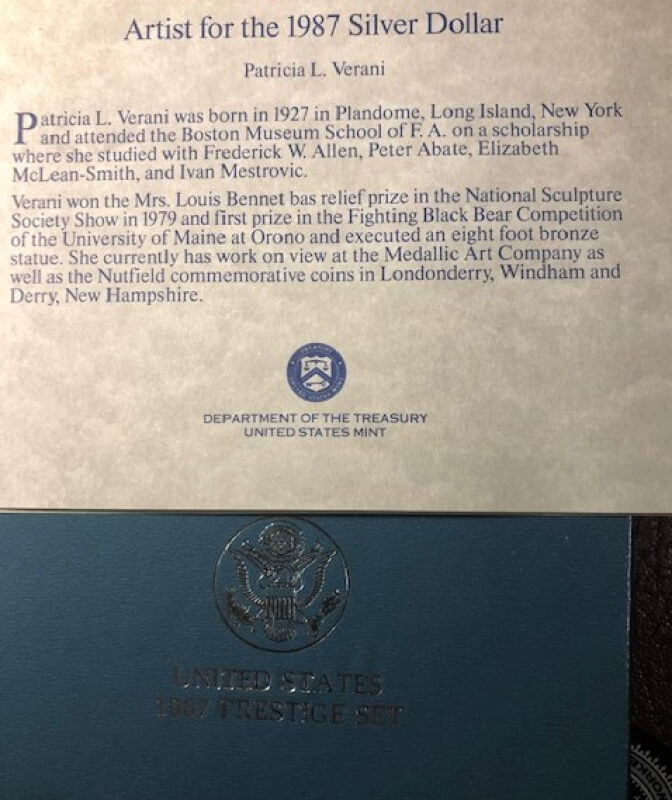 Artist for the 1987 Silver Dollar
Patricia L. Verani
Patricia L. Verani was born in 1927 in Plandome, Long Island, New York
and attended the Boston Museum School of F. A. on a scholarship
where she studied with Frederick W. Allen, Peter Abate, Elizabeth
McLean-Smith, and Ivan Mestrovic.
Verani won the Mrs. Louis Bennet bas relief prize in the National Sculpture
Society Show in 1979 and first prize in the Fighting Black Bear Competition
of the University of Maine at Orono and executed an eight foot bronze
statue. She currently has work on view at the Medallic Art Company as
well as the Nutfield commemorative coins in Londonderry, Windham and
Derry, New Hampshire.
DEPARTMENT OF THE TREASURY
UNITED STATES MINT
UNITED STATES
1987 PRESTIGE SET